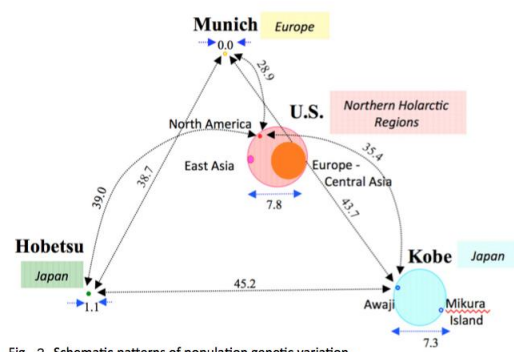 Munich
Europe
0.0
28.9
U.S.
Northern Holarctic
Regions
North America
East Asia
Europe -
Central Asia
35.4
7.8
39.0
38.7
43.7
Hobetsu
Japan
Kobe
Japan
45.2
1.1
Awaji
Mikura
Island
7.3
Fig. 2 Schematic patterns of population genetic variation